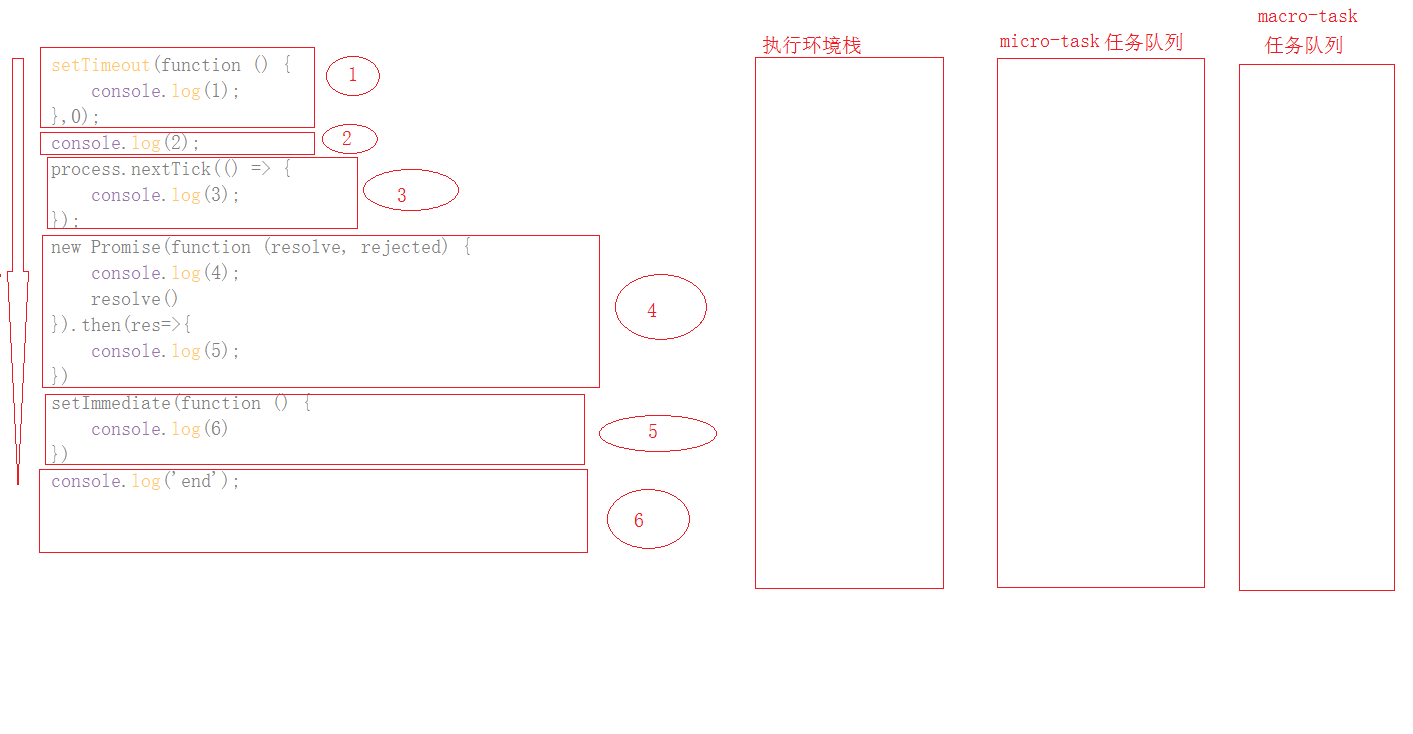 macro-task
任务队列
执行环境栈
micro-task 任务队列
setTimeout(function () {
    console.log(1);
},0);
1
console.log(2);
2
process.nextTick(() => {
    console.log(3);
});
3
new Promise(function (resolve, rejected) {
    console.log(4);
    resolve()
}).then(res=>{
    console.log(5);
})
4
setImmediate(function () {
    console.log(6)
})
5
console.log('end');
6